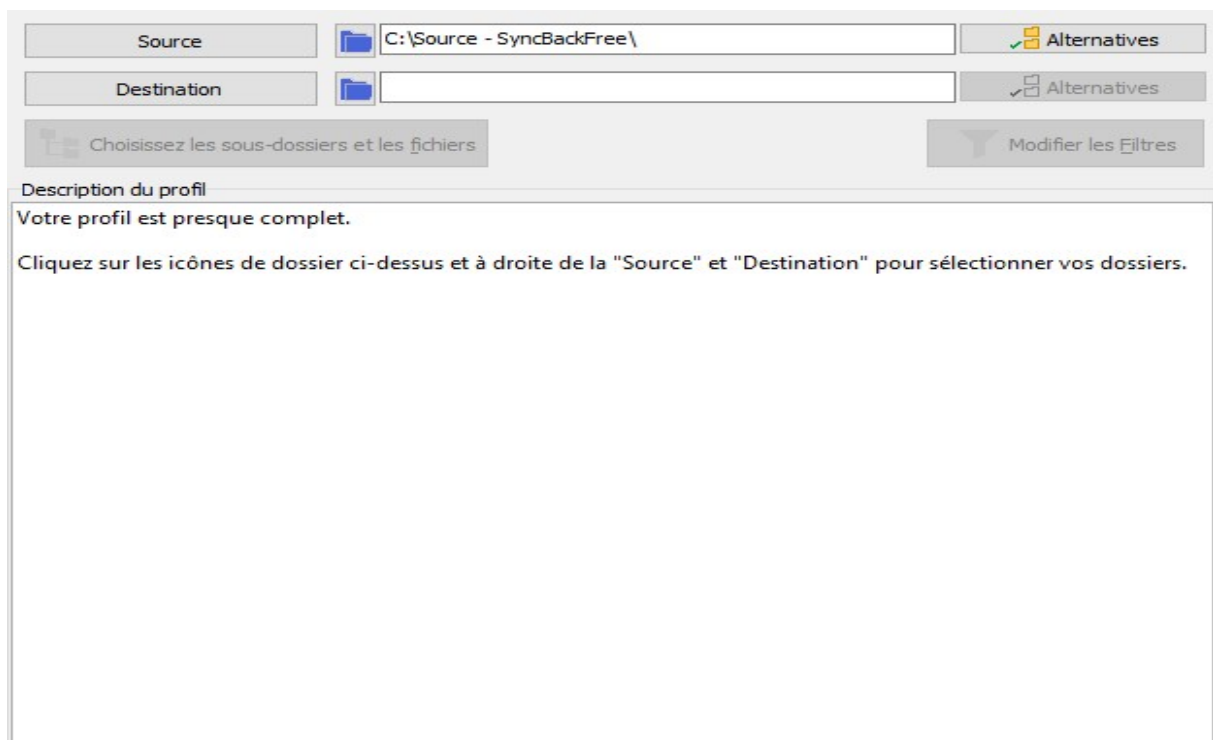 Source
C:\Source - SyncBackFree\
Alternatives
Destination
Alternatives
Choisissez les sous-dossiers et les fichiers
Modifier les Filtres
Description du profil
Votre profil est presque complet.
Cliquez sur les icônes de dossier ci-dessus et à droite de la "Source" et "Destination" pour sélectionner vos dossiers.